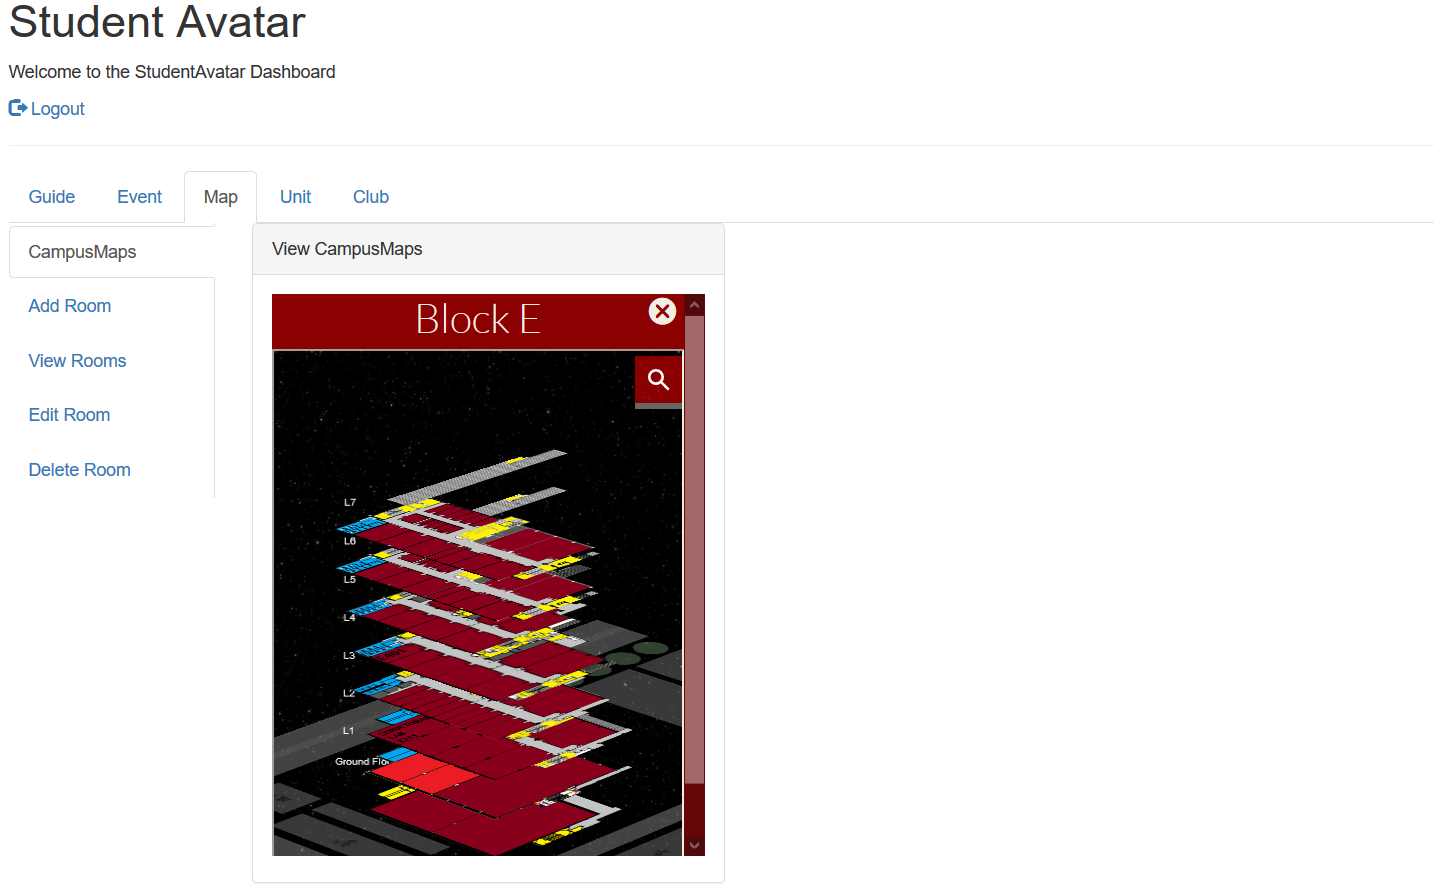 Student Avatar
Welcome to the StudentAvatar Dashboard
Logout
Guide Event Map Unit Club
CampusMaps
Add Room
View Rooms
Edit Room
Delete Room
View CampusMaps
Block E
L7
L6
L5
L4
L3
L2
L1
Ground Flo